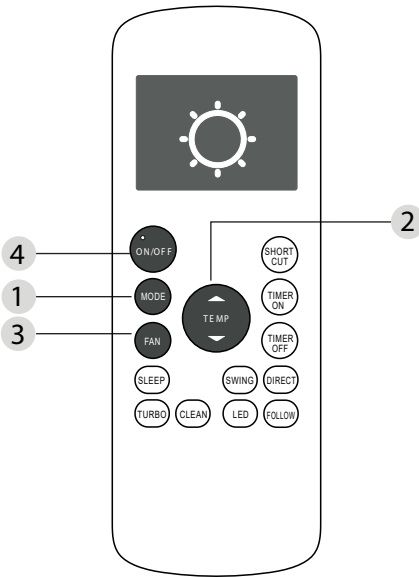 2
4
ON/OFF
SHORT
CUT
1
MODE
TEMP
TIMER
ON
3
FAN
TIMER
OFF
SLEEP
SWING
DIRECT
TURBO
CLEAN
LED
FOLLOW